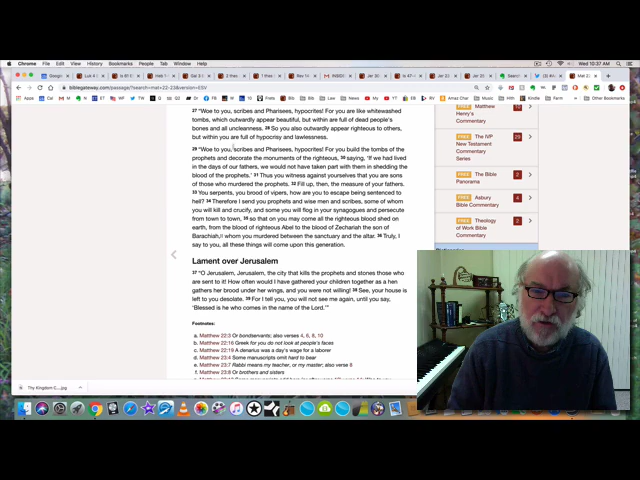 Chrome File Edit View History Bookmarks People Tab Window Help
Wed 10:37 AM
biblegateway.com/passage/?search=mat+22-23&version=ESV
27 "Woe to you, scribes and Pharisees, hypocrites! For you are like whitewashed
tombs, which outwardly appear beautiful, but within are full of dead people's
bones and all uncleanness. 28 So you also outwardly appear righteous to others,
but within you are full of hypocrisy and lawlessness.
29 "Woe to you, scribes and Pharisees, hypocrites! For you build the tombs of the
prophets and decorate the monuments of the righteous, 30 saying, 'If we had lived
in the days of our fathers, we would not have taken part with them in shedding
the blood of the prophets.' 31 Thus you witness against yourselves that you are sons
of those who murdered the prophets. 32 Fill up, then, the measure of your fathers.
33 You serpents, you brood of vipers, how are you to escape being sentenced to
hell? 34 Therefore I send you prophets and wise men and scribes, some of whom
you will kill and crucify, and some you will flog in your synagogues and persecute
from town to town, 35 so that on you may come all the righteous blood shed on
earth, from the blood of righteous Abel to the blood of Zechariah the son of
Barachiah, whom you murdered between the sanctuary and the altar. 36 Truly, I
say to you, all these things will come upon this generation.
Lament over Jerusalem
37 "O Jerusalem, Jerusalem, the city that kills the prophets and stones those who
are sent to it! How often would I have gathered your children together as a hen
gathers her brood under her wings, and you were not willing! 38 See, your house is
left to you desolate. 39 For I tell you, you will not see me again, until you say,
'Blessed is he who comes in the name of the Lord.'"
Footnotes:
a. Matthew 22:3 Or bondservants; also verses 4, 6, 8, 10
b. Matthew 22:16 Greek for you do not look at people's faces
c. Matthew 22:19 A denarius was a day's wage for a laborer
d. Matthew 23:4 Some manuscripts omit hard to bear
e. Matthew 23:7 Rabbi means my teacher, or my master; also verse 8
f. Matthew 23:8 Or brothers and sisters
Matthew
Henry's
Commentary
FREE The IVP
New Testament
Commentary
Series
FREE The Bible
Panorama
2
FREE Asbury
Bible Commentary
4
FREE Theology
of Work Bible
Commentary
2
Thy Kingdom C....jpg